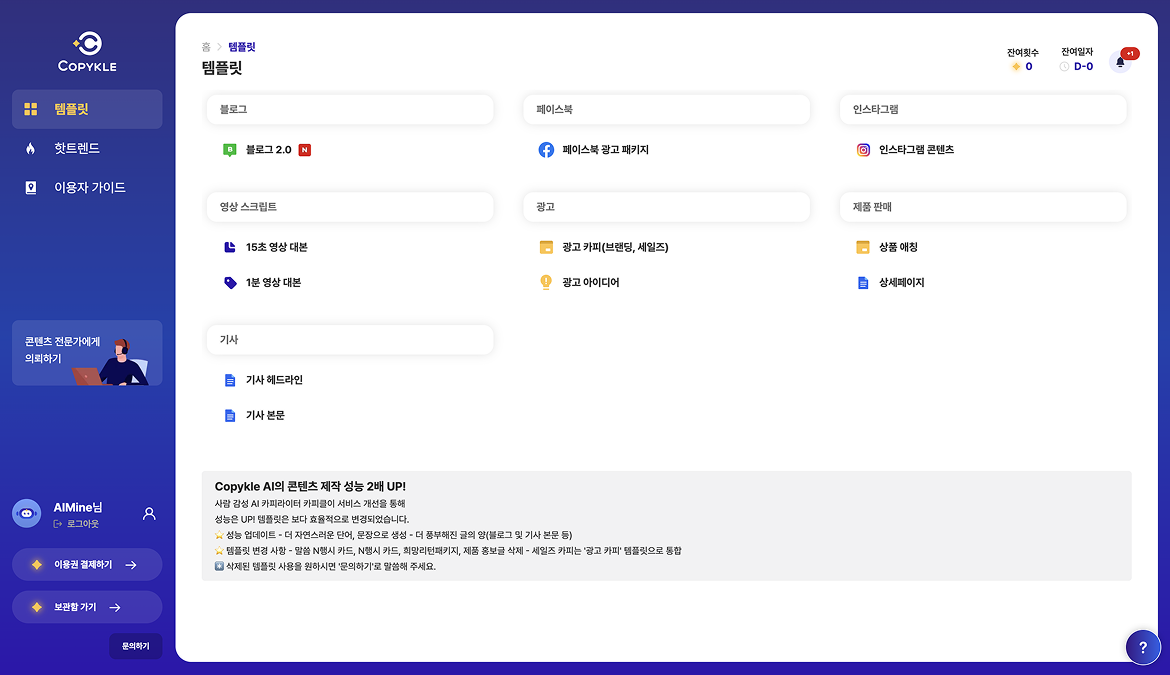 COPYKLE
템플릿
핫트렌드
이용자 가이드
콘텐츠 전문가에게
의뢰하기
AIMine님
로그아웃
이용권 결제하기
보관함 가기
문의하기
홈 > 템플릿
템플릿
잔여횟수
0
잔여일자
D-0
+1
블로그
B 블로그 2.0 N
페이스북
페이스북 광고 패키지
인스타그램
인스타그램 콘텐츠
영상 스크립트
15초 영상 대본
1분 영상 대본
광고
광고 카피(브랜딩, 세일즈)
광고 아이디어
제품 판매
상품 애칭
상세페이지
기사
기사 헤드라인
기사 본문
Copykle AI의 콘텐츠 제작 성능 2배 UP!
사람 감성 AI 카피라이터 카피클이 서비스 개선을 통해
성능은 UP! 템플릿은 보다 효율적으로 변경되었습니다.
⭐ 성능 업데이트 - 더 자연스러운 단어, 문장으로 생성 - 더 풍부해진 글의 양(블로그 및 기사 본문 등)
⭐ 템플릿 변경 사항 - 말씀 N행시 카드, N행시 카드, 희망리턴패키지, 제품 홍보글 삭제 - 세일즈 카피는 '광고 카피' 템플릿으로 통합
*️⃣ 삭제된 템플릿 사용을 원하시면 '문의하기'로 말씀해 주세요.
?